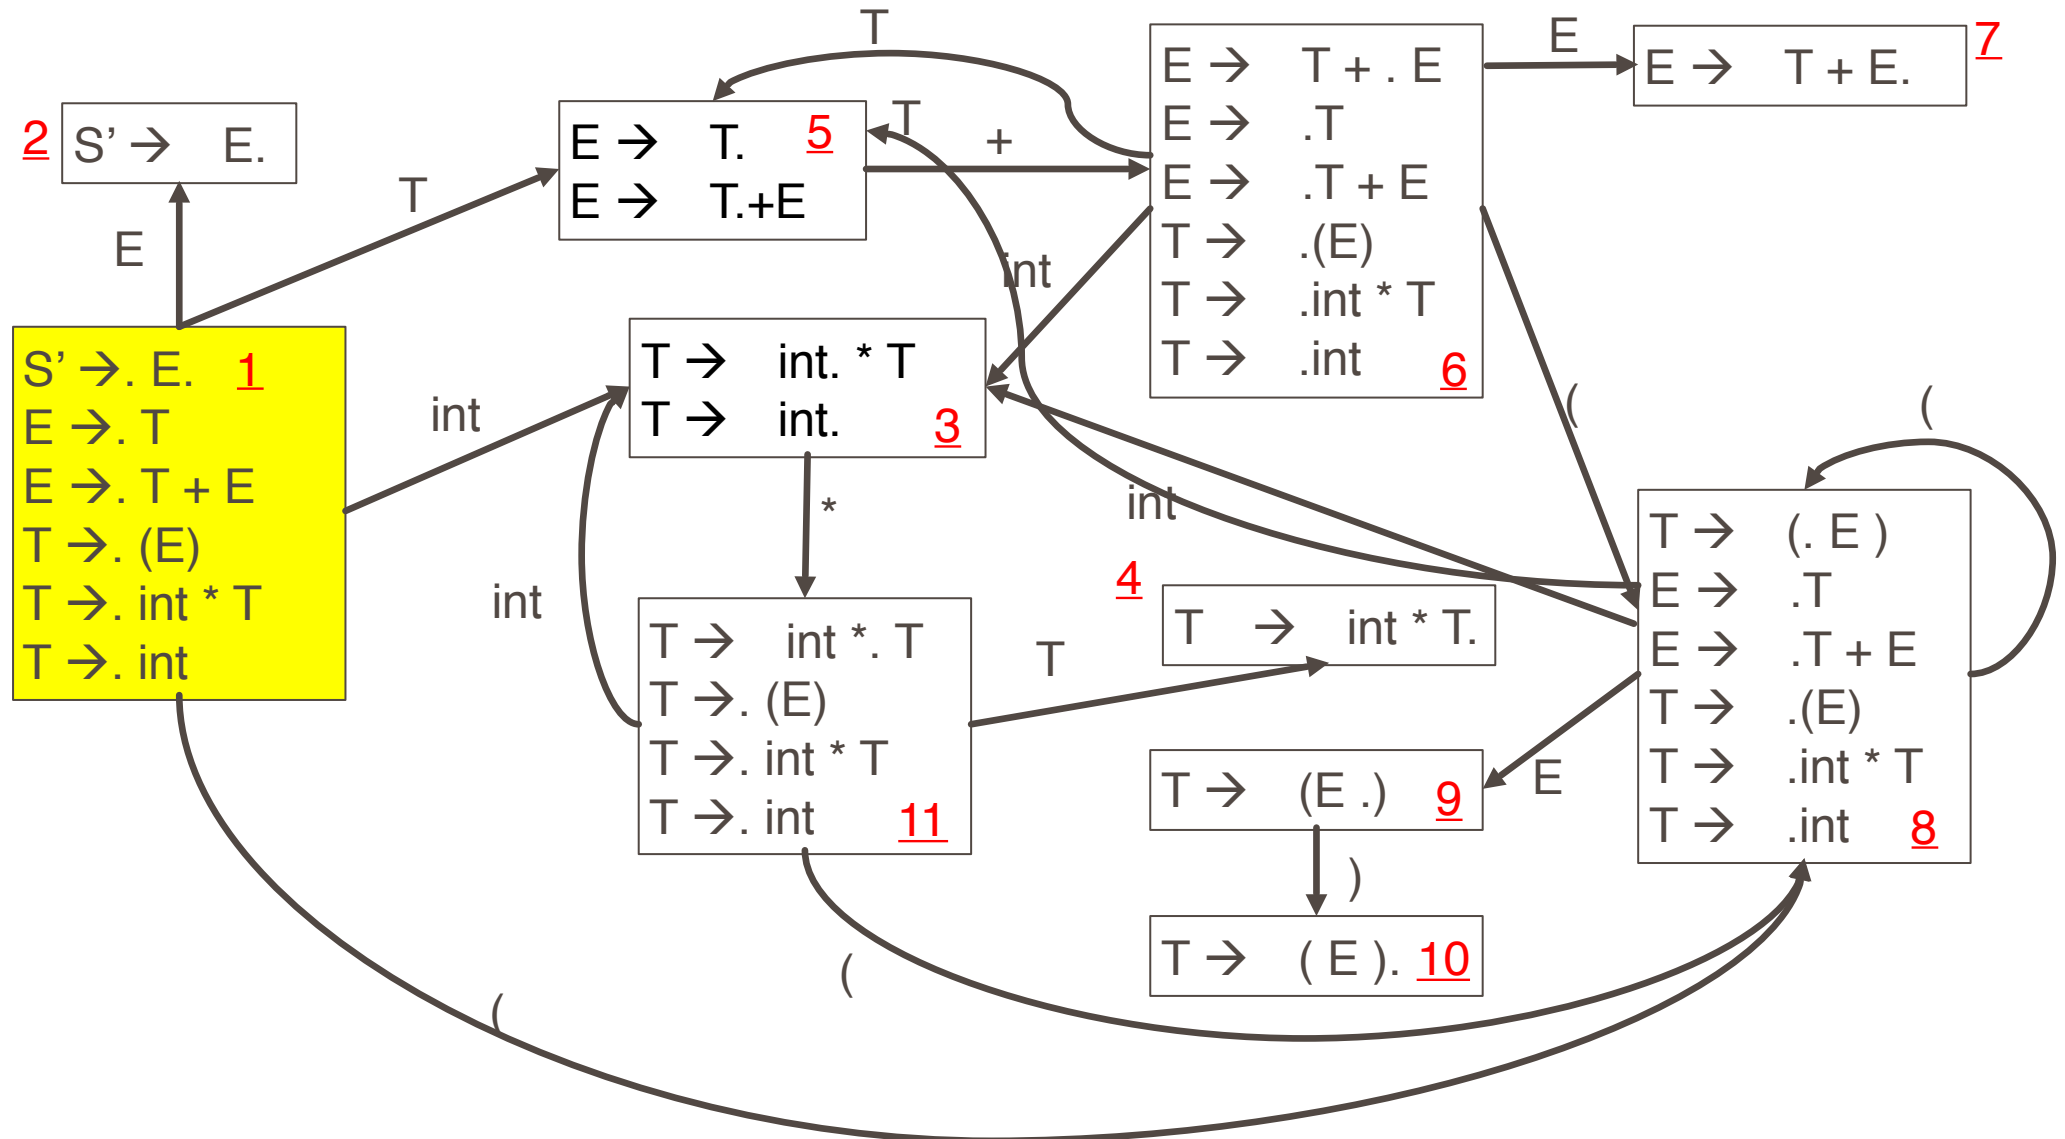 2
S’ → E.
E
T
S’ →. E. 1
E →. T
E →. T + E
T →. (E)
T →. int * T
T →. int
int
(
T
E → T. 5
E → T.+E
T
+
E → T + . E
E → .T
E → .T + E
T → .(E)
T → .int * T
T → .int 6
E
E → T + E. 7
int
T → int. * T
T → int. 3
*
int
int
(
(
T → int *. T
T →. (E)
T →. int * T
T →. int 11
T
4
T → int * T.
T → (. E )
E → .T
E → .T + E
T → .(E)
T → .int * T
T → .int 8
E
T → (E .) 9
)
T → ( E ). 10
(